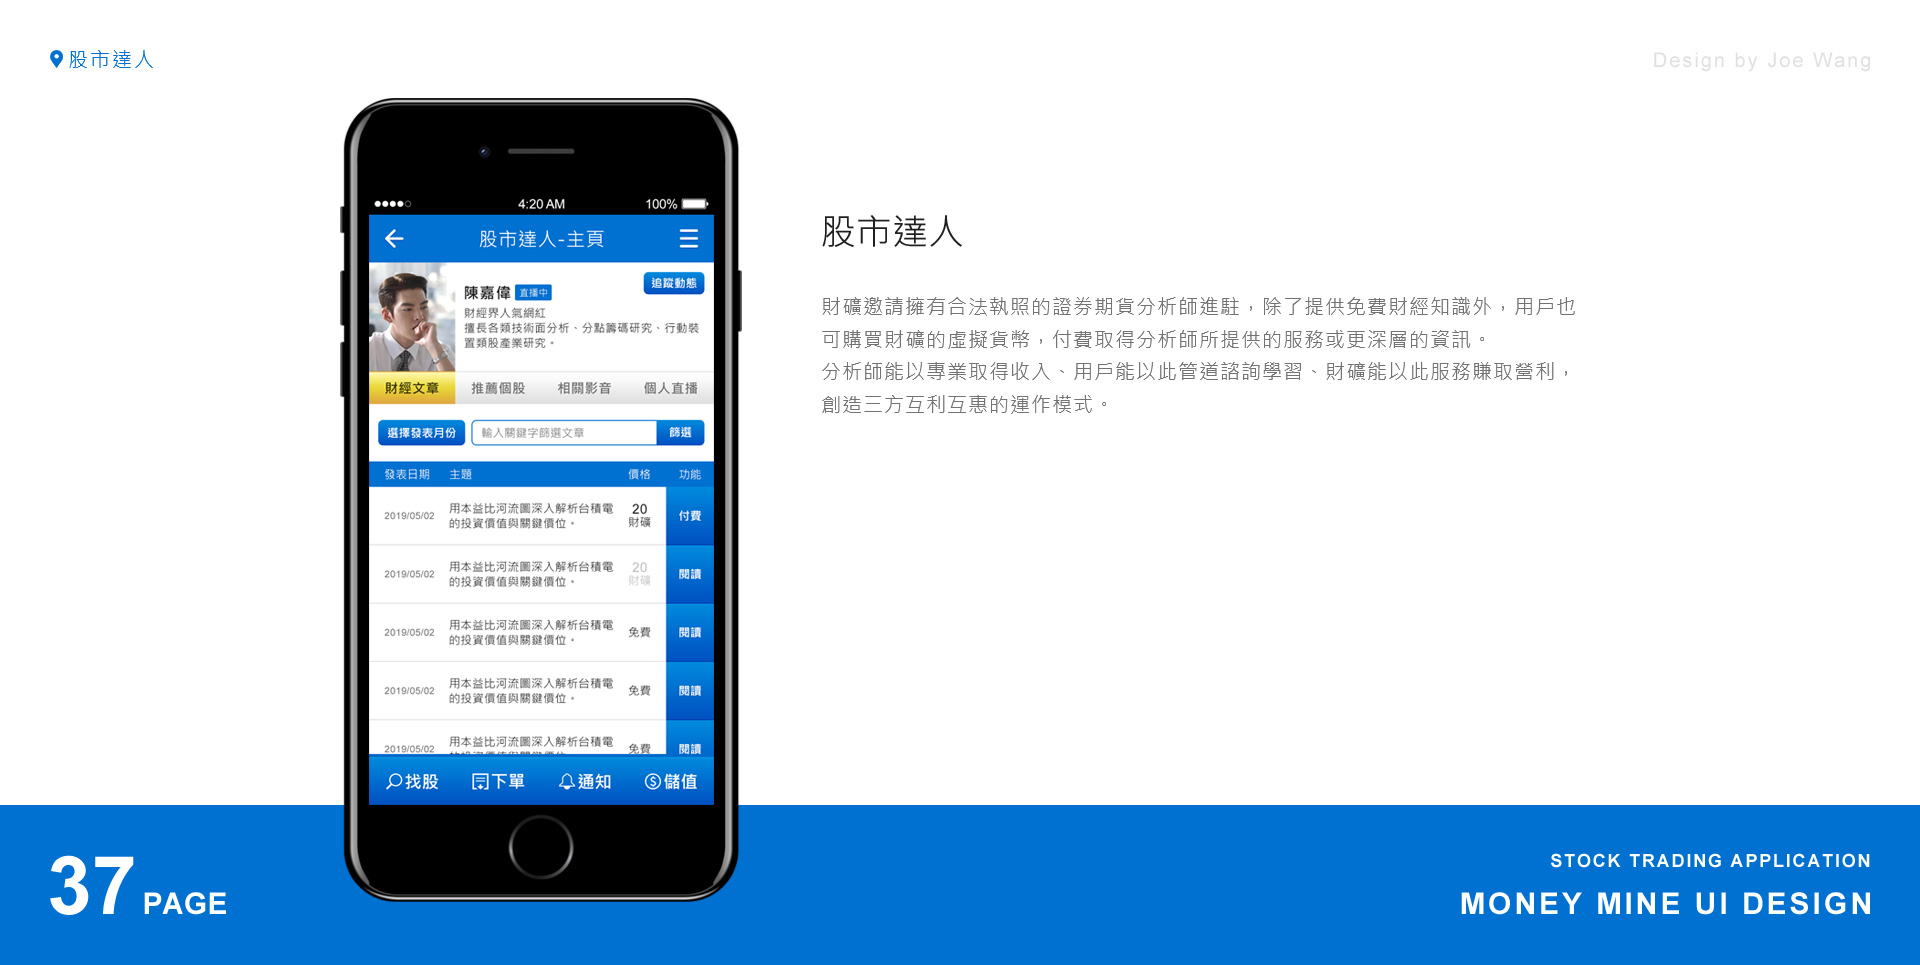 股市達人
Design by Joe Wang
4:20 AM
100%
股市達人-主頁
追蹤動態
陳嘉偉 直播中
財經界人氣網紅
擅長各類技術面分析、分點籌碼研究、行動裝
置類股產業研究。
財經文章 推薦個股 相關影音 個人直播
選擇發表月份 輸入關鍵字篩選文章 篩選
發表日期 主題 價格 功能
2019/05/02 用本益比河流圖深入解析台積電 20 付費
的投資價值與關鍵價位。 財礦
2019/05/02 用本益比河流圖深入解析台積電 20 閱讀
的投資價值與關鍵價位。 財礦
2019/05/02 用本益比河流圖深入解析台積電 免費 閱讀
的投資價值與關鍵價位。
2019/05/02 用本益比河流圖深入解析台積電 免費 閱讀
的投資價值與關鍵價位。
2019/05/02 用本益比河流圖深入解析台積電 免費 閱讀
找股 下單 通知 儲值
股市達人
財礦邀請擁有合法執照的證券期貨分析師進駐，除了提供免費財經知識外，用戶也
可購買財礦的虛擬貨幣，付費取得分析師所提供的服務或更深層的資訊。
分析師能以專業取得收入、用戶能以此管道諮詢學習、財礦能以此服務賺取營利，
創造三方互利互惠的運作模式。
37 PAGE
STOCK TRADING APPLICATION
MONEY MINE UI DESIGN